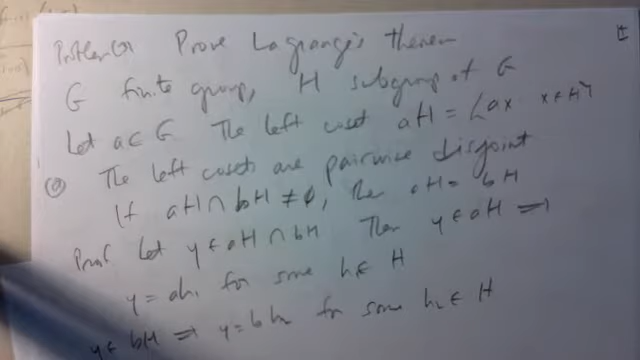 Problem Prove Lagrange's theorem
G finite group, H subgroup of G
Let a ∈ G The left coset aH = {ax : x ∈ H}
The left cosets are pairwise disjoint
If aH ∩ bH ≠ φ, then aH = bH
Proof Let y ∈ aH ∩ bH Then y ∈ aH ⇒
y = ah₁ for some h₁ ∈ H
y ∈ bH ⇒ y = bh₂ for some h₂ ∈ H